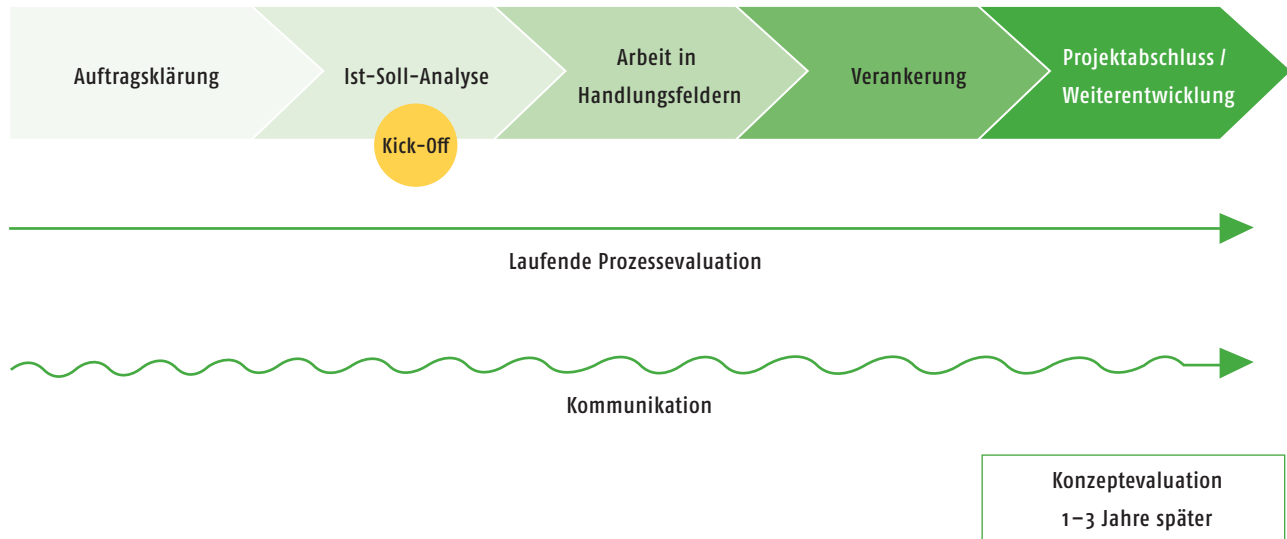 Auftragsklärung
Ist-Soll-Analyse
Arbeit in
Handlungsfeldern
Verankerung
Projektabschluss /
Weiterentwicklung
Kick-Off
Laufende Prozessevaluation
Kommunikation
Konzeptevaluation
1–3 Jahre später